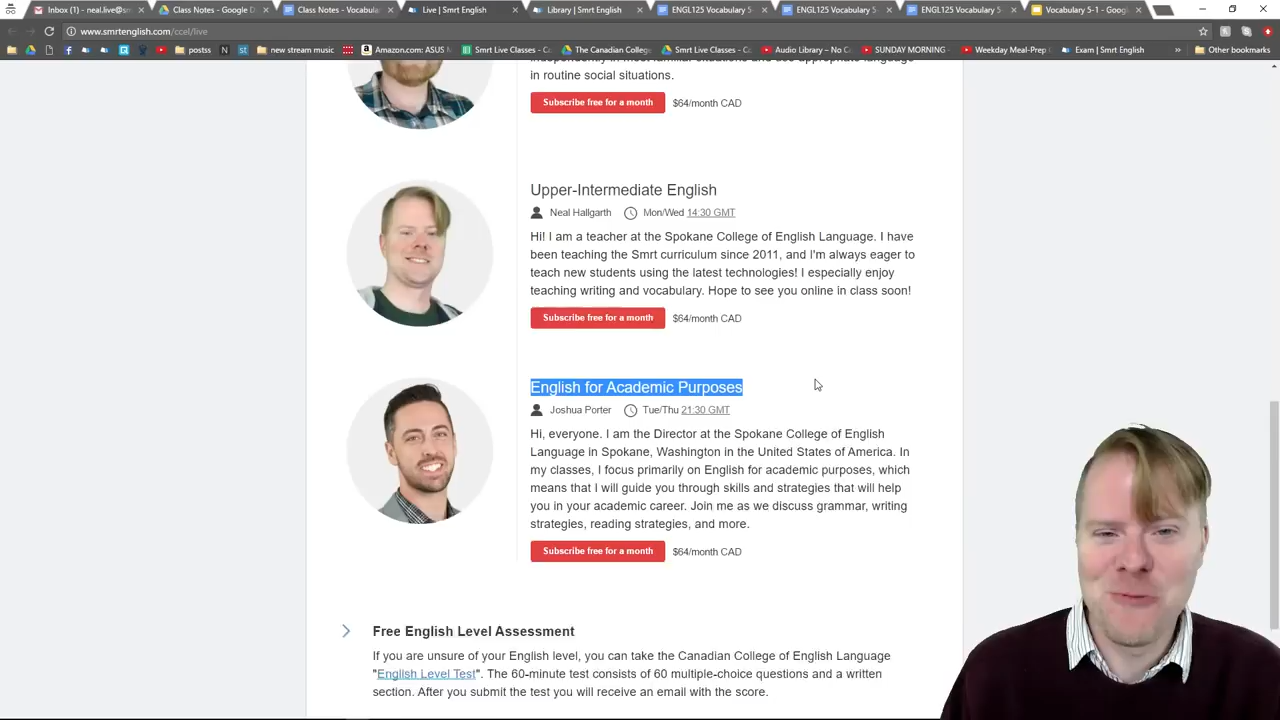 Inbox (1) - neal.live@sm
Class Notes - Google D
Class Notes - Vocabula
Live | Smrt English
Library | Smrt English
ENGL125 Vocabulary 5-
ENGL125 Vocabulary 5-
ENGL125 Vocabulary 5-
Vocabulary 5-1 - Goog
www.smrtenglish.com/ccel/live
postss
new stream music
Amazon.com: ASUS M
Smrt Live Classes - Co
The Canadian Colleg
Smrt Live Classes - Co
Audio Library – No C
SUNDAY MORNING -
Weekday Meal-Prep
Exam | Smrt English
»
Other bookmarks
independently in most familiar situations and use appropriate language
in routine social situations.
Subscribe free for a month $64/month CAD
Upper-Intermediate English
Neal Hallgarth Mon/Wed 14:30 GMT
Hi! I am a teacher at the Spokane College of English Language. I have
been teaching the Smrt curriculum since 2011, and I'm always eager to
teach new students using the latest technologies! I especially enjoy
teaching writing and vocabulary. Hope to see you online in class soon!
Subscribe free for a month $64/month CAD
English for Academic Purposes
Joshua Porter Tue/Thu 21:30 GMT
Hi, everyone. I am the Director at the Spokane College of English
Language in Spokane, Washington in the United States of America. In
my classes, I focus primarily on English for academic purposes, which
means that I will guide you through skills and strategies that will help
you in your academic career. Join me as we discuss grammar, writing
strategies, reading strategies, and more.
Subscribe free for a month $64/month CAD
Free English Level Assessment
If you are unsure of your English level, you can take the Canadian College of English Language
"English Level Test". The 60-minute test consists of 60 multiple-choice questions and a written
section. After you submit the test you will receive an email with the score.